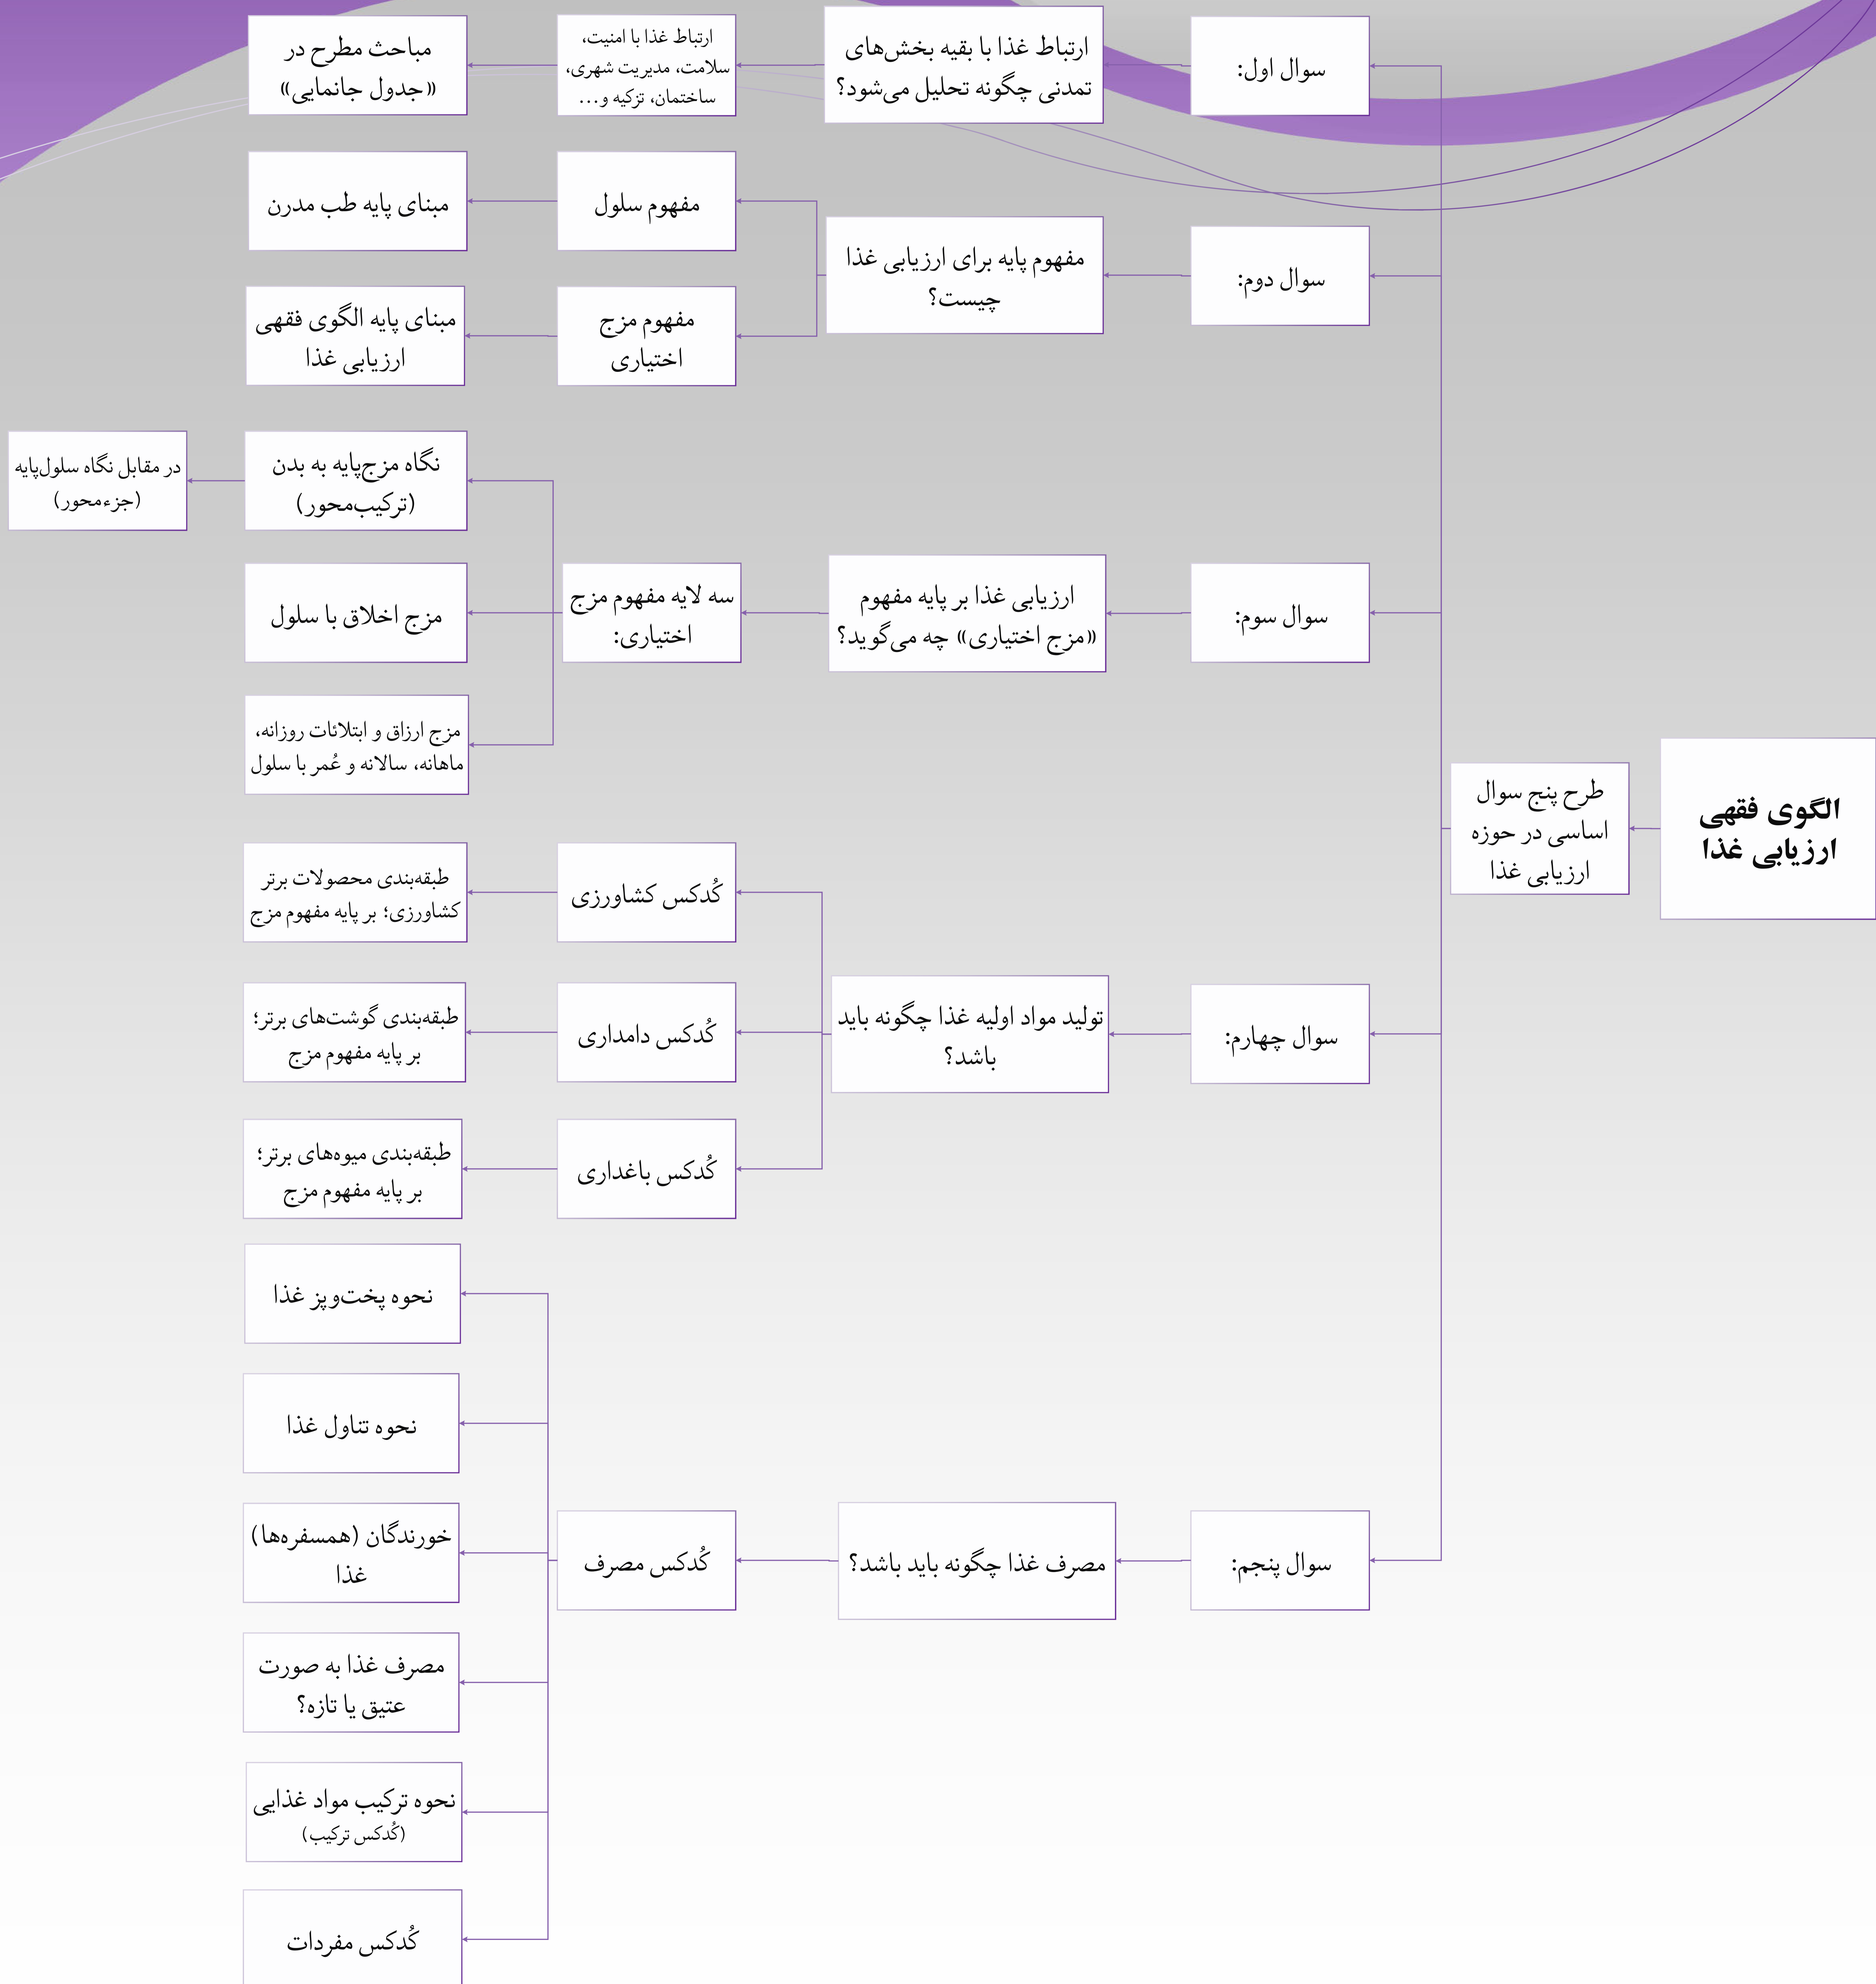 الگوی فقهی
ارزیابی غذا
طرح پنج سوال
اساسی در حوزه
ارزیابی غذا
سوال اول:
ارتباط غذا با بقیه بخش‌های
تمدنی چگونه تحلیل می‌شود؟
ارتباط غذا با امنیت،
سلامت، مدیریت شهری،
ساختمان، تزکیه و...
مباحث مطرح در
«جدول جانمایی»
سوال دوم:
مفهوم پایه برای ارزیابی غذا
چیست؟
مفهوم سلول
مبنای پایه طب مدرن
مفهوم مزج
اختیاری
مبنای پایه الگوی فقهی
ارزیابی غذا
سوال سوم:
ارزیابی غذا بر پایه مفهوم
«مزج اختیاری» چه می‌گوید؟
سه لایه مفهوم مزج
اختیاری:
نگاه مزج‌پایه به بدن
(ترکیب‌محور)
در مقابل نگاه سلول‌پایه
(جزء‌محور)
مزج اخلاق با سلول
مزج ارزاق و ابتلائات روزانه،
ماهانه، سالانه و عُمر با سلول
سوال چهارم:
تولید مواد اولیه غذا چگونه باید
باشد؟
کُدکس کشاورزی
طبقه‌بندی محصولات برتر
کشاورزی؛ بر پایه مفهوم مزج
کُدکس دامداری
طبقه‌بندی گوشت‌های برتر؛
بر پایه مفهوم مزج
کُدکس باغداری
طبقه‌بندی میوه‌های برتر؛
بر پایه مفهوم مزج
سوال پنجم:
مصرف غذا چگونه باید باشد؟
کُدکس مصرف
نحوه پخت‌وپز غذا
نحوه تناول غذا
خورندگان (همسفره‌ها)
غذا
مصرف غذا به صورت
عتیق یا تازه؟
نحوه ترکیب مواد غذایی
(کُدکس ترکیب)
کُدکس مفردات